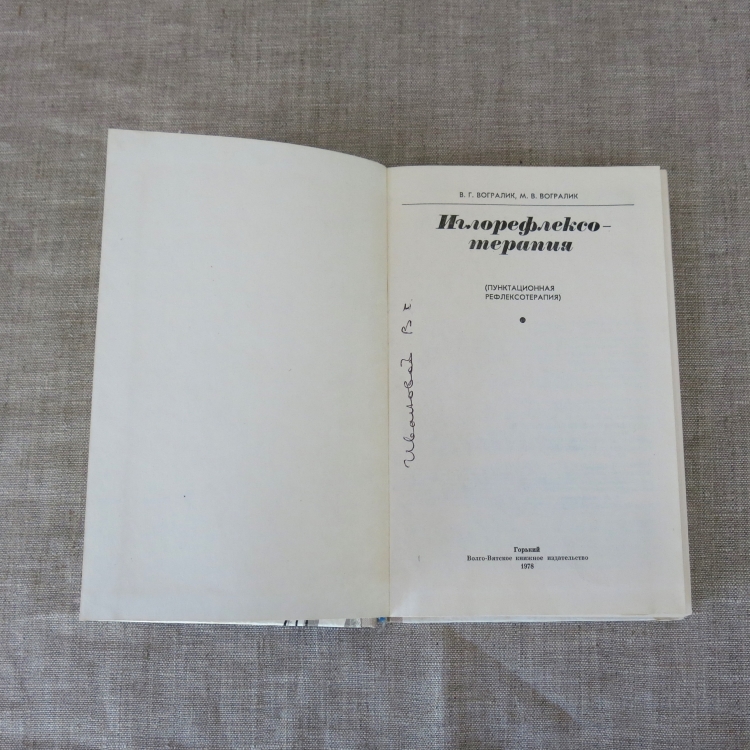 В. Г. ВОГРАЛИК, М. В. ВОГРАЛИК
Иглорефлексо-
терапия
(ПУНКТАЦИОННАЯ
РЕФЛЕКСОТЕРАПИЯ)
В
Горький
Волго-Вятское книжное издательство
1978